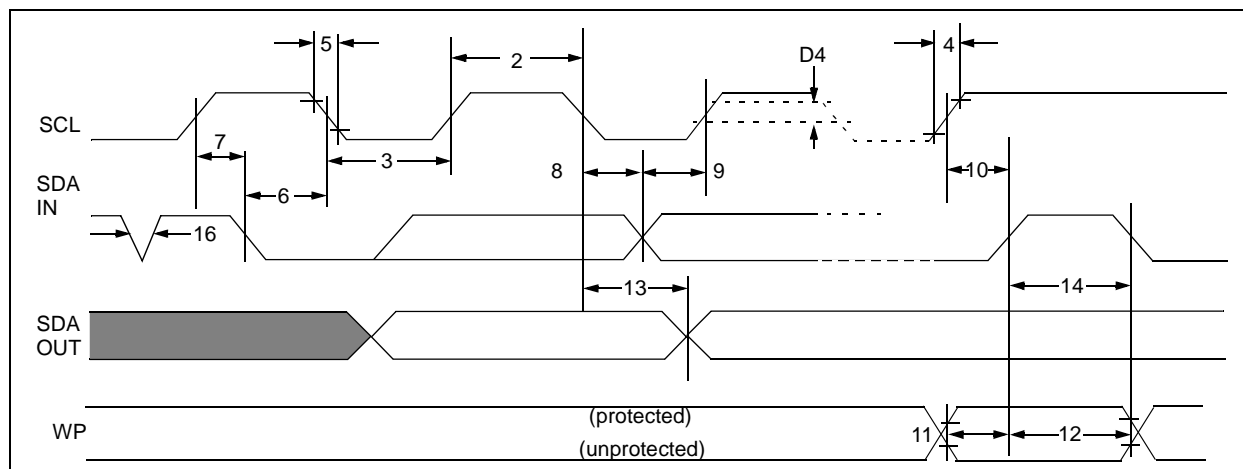 5
2
D4
4
SCL
7
3
8
9
10
SDA
IN
6
16
13
14
SDA
OUT
(protected)
WP
11
12
(unprotected)